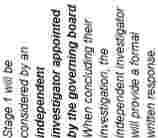 Stage 1 will be
considered by an
independent
investigator appointed
by the governing board
When concluding their
investigation, the
independent investigator
will provide a formal
written response.